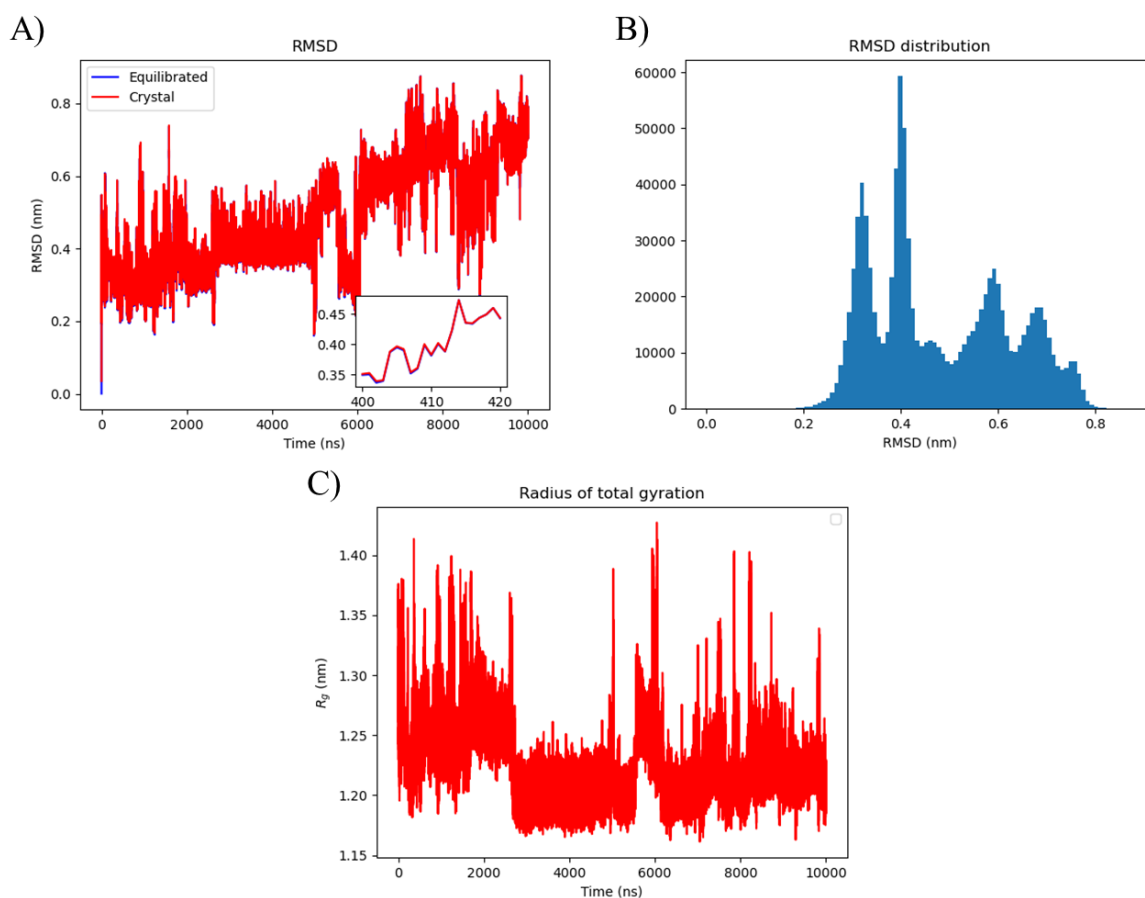 A)
RMSD
Equilibrated
Crystal
0.8
0.6
0.4
0.2
0.0
RMSD (nm)
0.45
0.40
0.35
400 410 420
0 2000 4000 6000 8000 10000
Time (ns)
B)
RMSD distribution
60000
50000
40000
30000
20000
10000
0
0.0 0.2 0.4 0.6 0.8
RMSD (nm)
C)
Radius of total gyration
1.40
1.35
1.30
1.25
1.20
1.15
Rg (nm)
0 2000 4000 6000 8000 10000
Time (ns)